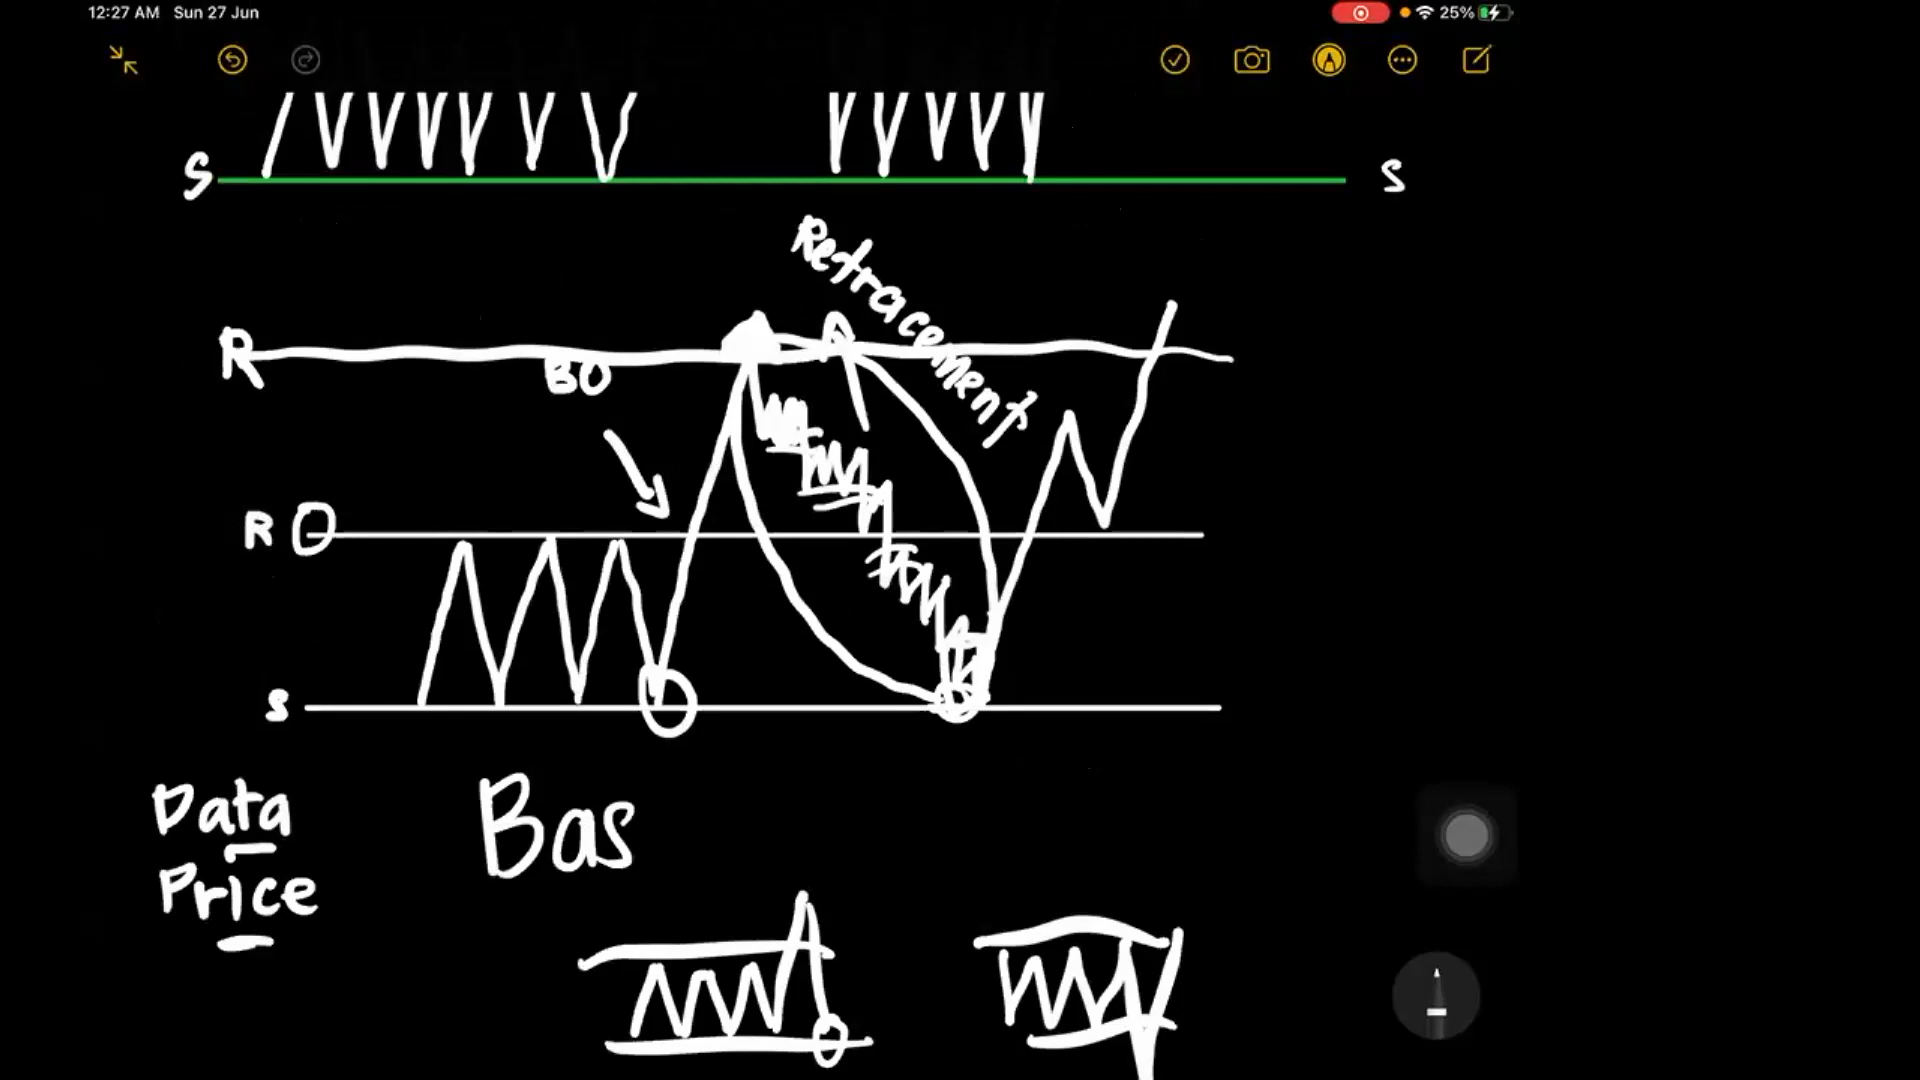 12:27 AM Sun 27 Jun 25%
S S
Retracement
R
BO
R
S
Data
Bas
Price